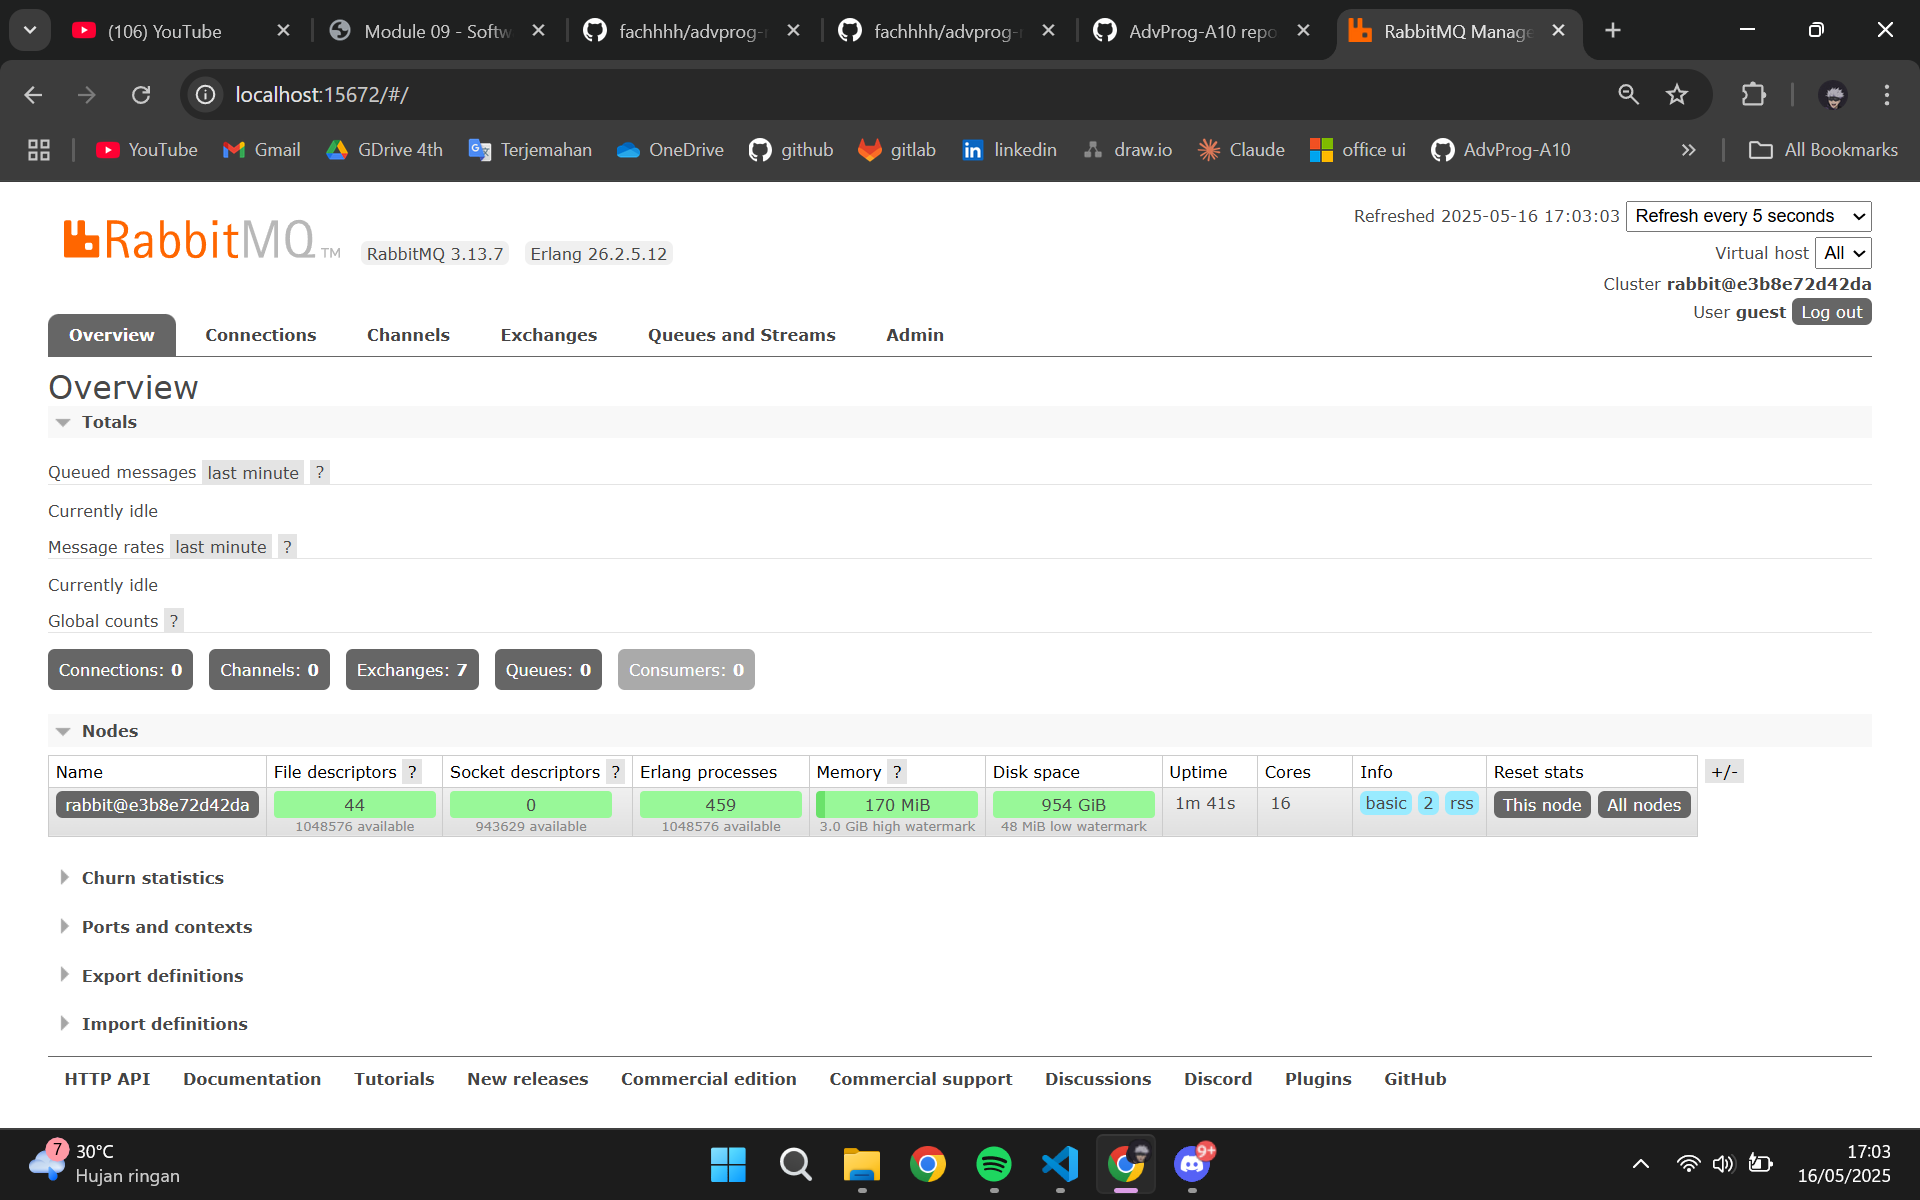 (106) YouTube
Module 09 - Softw
fachhhh/advprog-
fachhhh/advprog-
AdvProg-A10 repo
RabbitMQ Manage
localhost:15672/#/
YouTube
Gmail
GDrive 4th
Terjemahan
OneDrive
github
gitlab
linkedin
draw.io
Claude
office ui
AdvProg-A10
All Bookmarks
RabbitMQ TM
RabbitMQ 3.13.7
Erlang 26.2.5.12
Refreshed 2025-05-16 17:03:03
Refresh every 5 seconds
Virtual host All
Cluster rabbit@e3b8e72d42da
User guest Log out
Overview
Connections
Channels
Exchanges
Queues and Streams
Admin
Overview
Totals
Queued messages last minute ?
Currently idle
Message rates last minute ?
Currently idle
Global counts ?
Connections: 0
Channels: 0
Exchanges: 7
Queues: 0
Consumers: 0
Nodes
Name File descriptors ? Socket descriptors ? Erlang processes Memory ? Disk space Uptime Cores Info Reset stats +/-
rabbit@e3b8e72d42da 44 0 459 170 MiB 954 GiB 1m 41s 16 basic 2 rss This node All nodes
1048576 available 943629 available 1048576 available 3.0 GiB high watermark 48 MiB low watermark
Churn statistics
Ports and contexts
Export definitions
Import definitions
HTTP API
Documentation
Tutorials
New releases
Commercial edition
Commercial support
Discussions
Discord
Plugins
GitHub
7
30°C
Hujan ringan
9+
17:03
16/05/2025